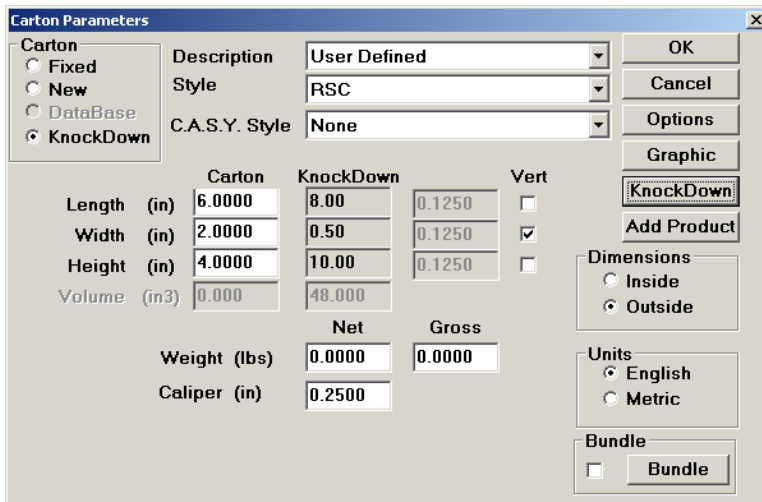 Carton Parameters
Carton
Fixed
New
DataBase
KnockDown
Description User Defined
Style RSC
C.A.S.Y. Style None
OK
Cancel
Options
Graphic
KnockDown
Add Product
Carton KnockDown Vert
Length (in) 6.0000 8.00 0.1250
Width (in) 2.0000 0.50 0.1250
Height (in) 4.0000 10.00 0.1250
Volume (in3) 0.000 48.000
Net Gross
Weight (lbs) 0.0000 0.0000
Caliper (in) 0.2500
Dimensions
Inside
Outside
Units
English
Metric
Bundle
Bundle